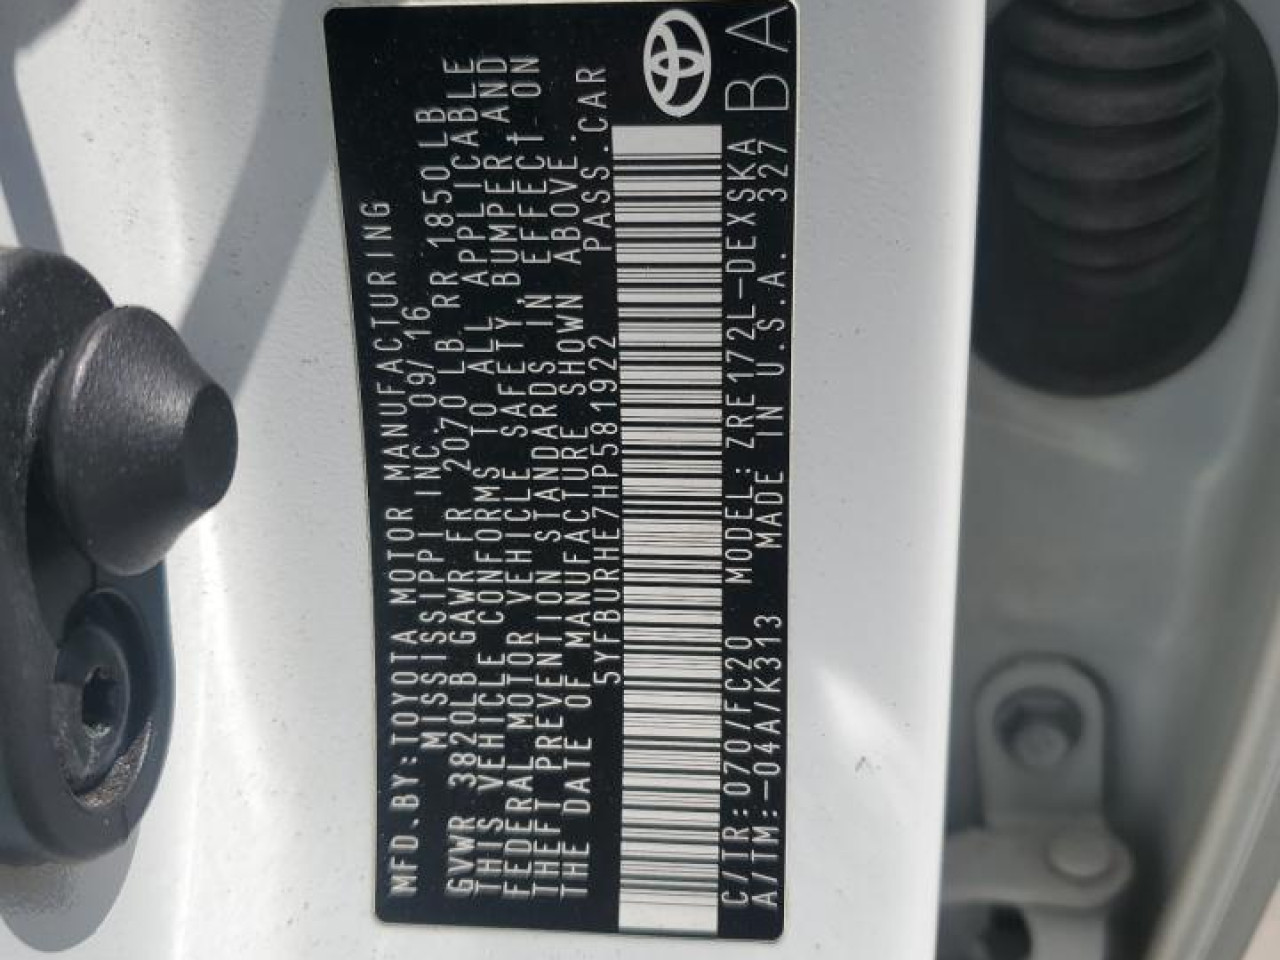 MFD.BY:TOYOTA MOTOR MANUFACTURING
MISSISSIPPI INC. 09/16
GVWR 3820LB GAWR FR 2070 LB RR 1850LB
THIS VEHICLE CONFORMS TO ALL APPLICABLE
FEDERAL MOTOR VEHICLE SAFETY, BUMPER AND
THEFT PREVENTION STANDARDS IN EFFECT ON
THE DATE OF MANUFACTURE SHOWN ABOVE.
5YFBURHE7HP581922 PASS.CAR
C/TR:070/FC20 MODEL:ZRE172L-DEXSKA
A/TM:-04A/K313 MADE IN U.S.A. 327
BA